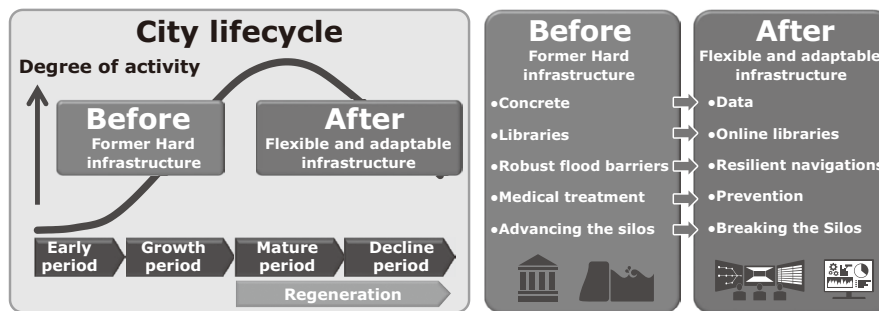 City lifecycle
Degree of activity
Before
Former Hard
infrastructure
After
Flexible and adaptable
infrastructure
Early
period
Growth
period
Mature
period
Decline
period
Regeneration
Before
Former Hard
infrastructure
•Concrete
•Libraries
•Robust flood barriers
•Medical treatment
•Advancing the silos
After
Flexible and adaptable
infrastructure
•Data
•Online libraries
•Resilient navigations
•Prevention
•Breaking the Silos